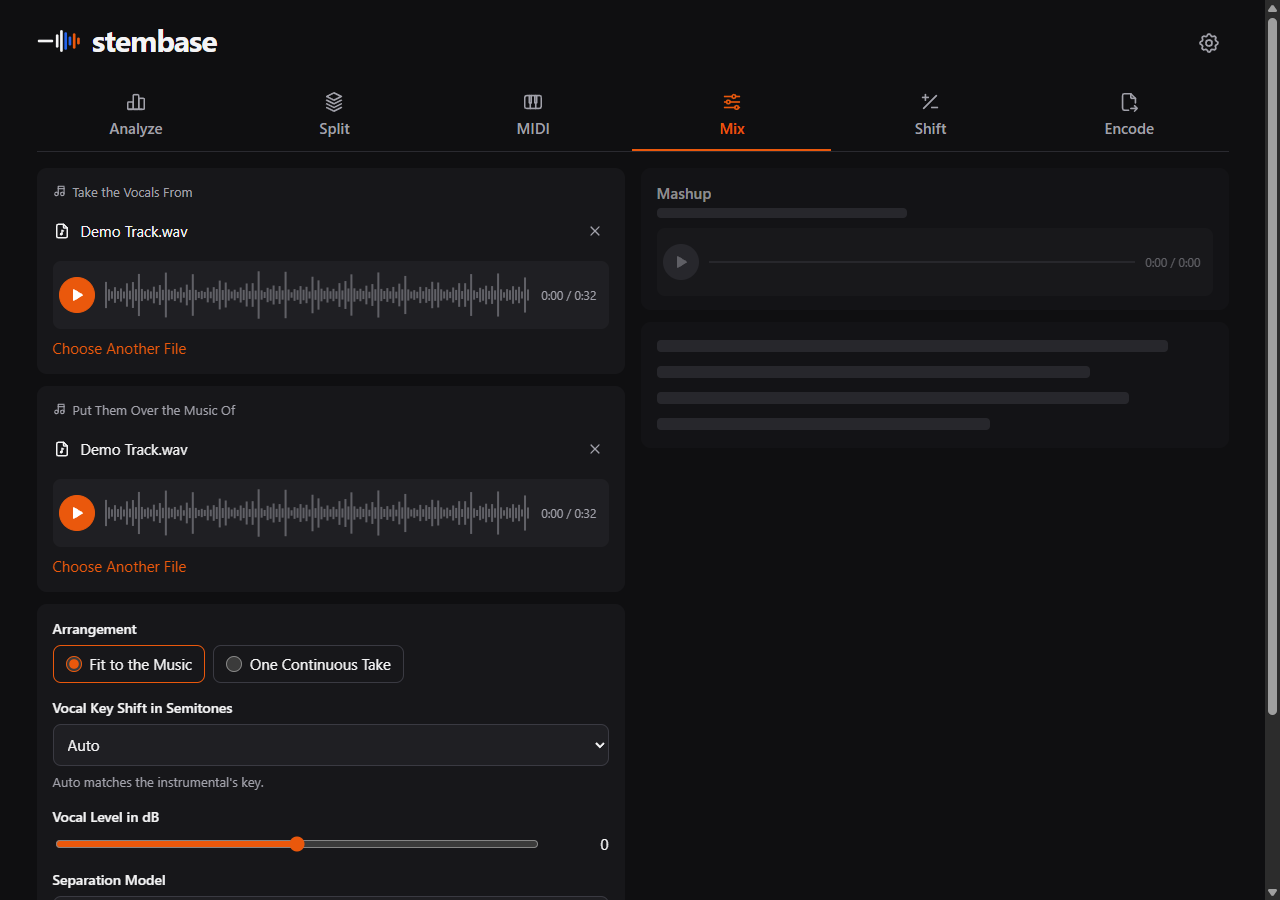 stembase
Analyze
Split
MIDI
Mix
Shift
Encode
Take the Vocals From
Demo Track.wav
0:00 / 0:32
Choose Another File
Put Them Over the Music Of
Demo Track.wav
0:00 / 0:32
Choose Another File
Arrangement
Fit to the Music
One Continuous Take
Vocal Key Shift in Semitones
Auto
Auto matches the instrumental's key.
Vocal Level in dB
0
Separation Model
Mashup
0:00 / 0:00